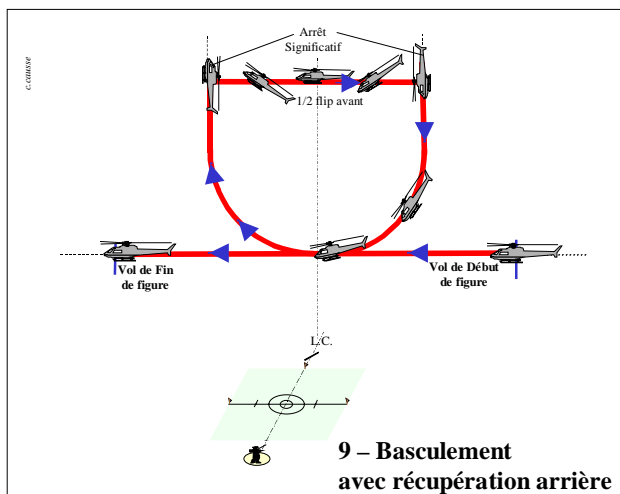 Arrêt
Significatif
c.causse
1/2 flip avant
Vol de Fin
de figure
Vol de Début
de figure
L.C.
9 – Basculement
avec récupération arrière